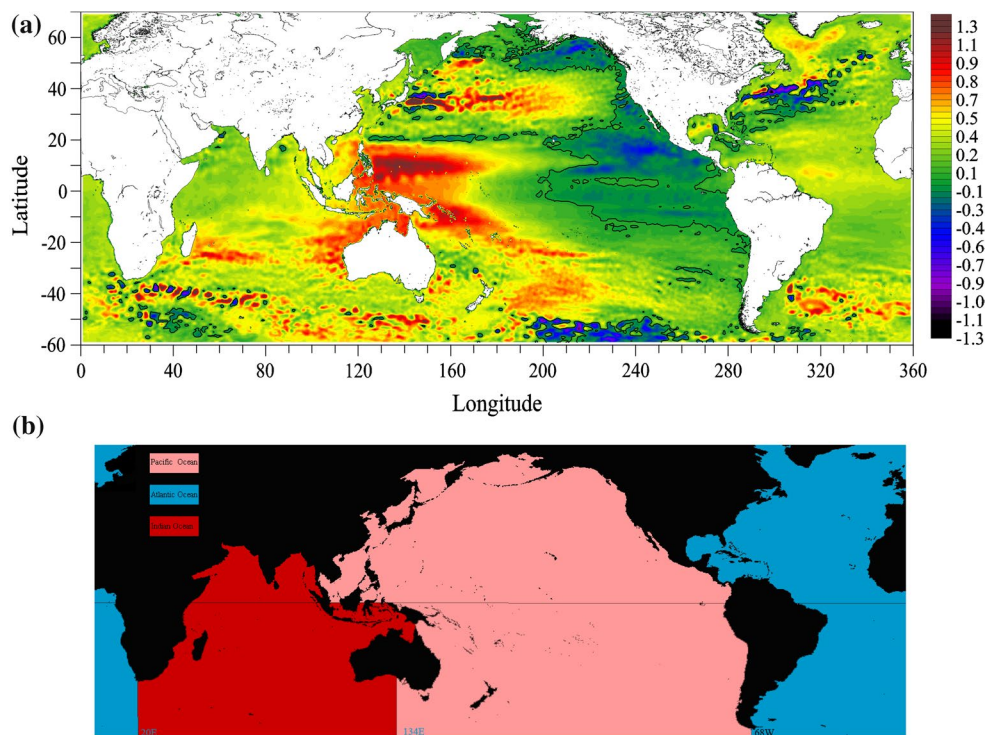 (a)
60
40
20
0
-20
-40
-60
Latitude
0 40 80 120 160 200 240 280 320 360
Longitude
1.3
1.1
0.9
0.8
0.7
0.5
0.4
0.2
0.1
-0.1
-0.3
-0.4
-0.6
-0.7
-0.9
-1.0
-1.1
-1.3
(b)
Pacific Ocean
Atlantic Ocean
Indian Ocean
20E 134E 68W